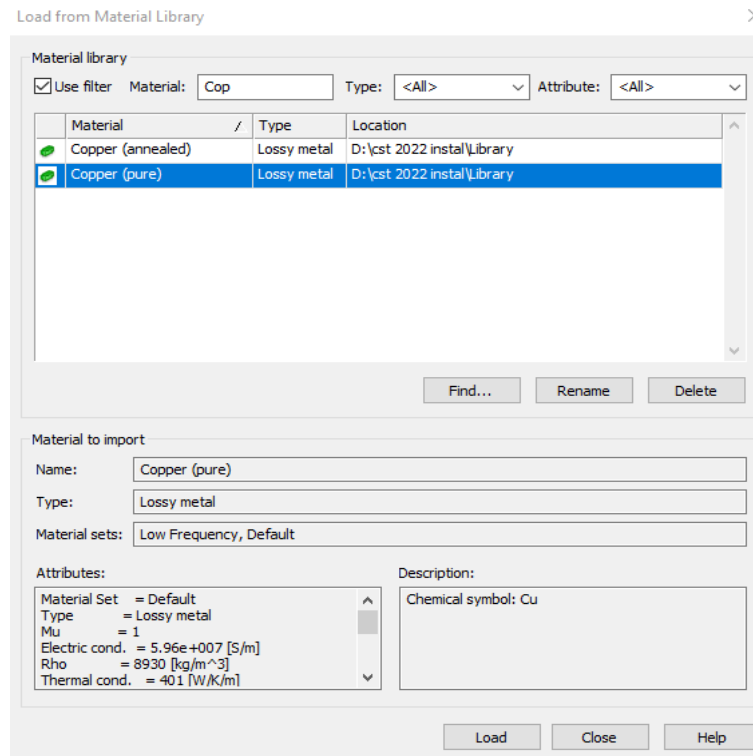 Load from Material Library
Material library
Use filter Material: Cop Type: <All> Attribute: <All>
Material / Type Location
Copper (annealed) Lossy metal D:\cst 2022 instal\Library
Copper (pure) Lossy metal D:\cst 2022 instal\Library
Find... Rename Delete
Material to import
Name: Copper (pure)
Type: Lossy metal
Material sets: Low Frequency, Default
Attributes: Description:
Material Set = Default Chemical symbol: Cu
Type = Lossy metal
Mu = 1
Electric cond. = 5.96e+007 [S/m]
Rho = 8930 [kg/m^3]
Thermal cond. = 401 [W/K/m]
Load Close Help